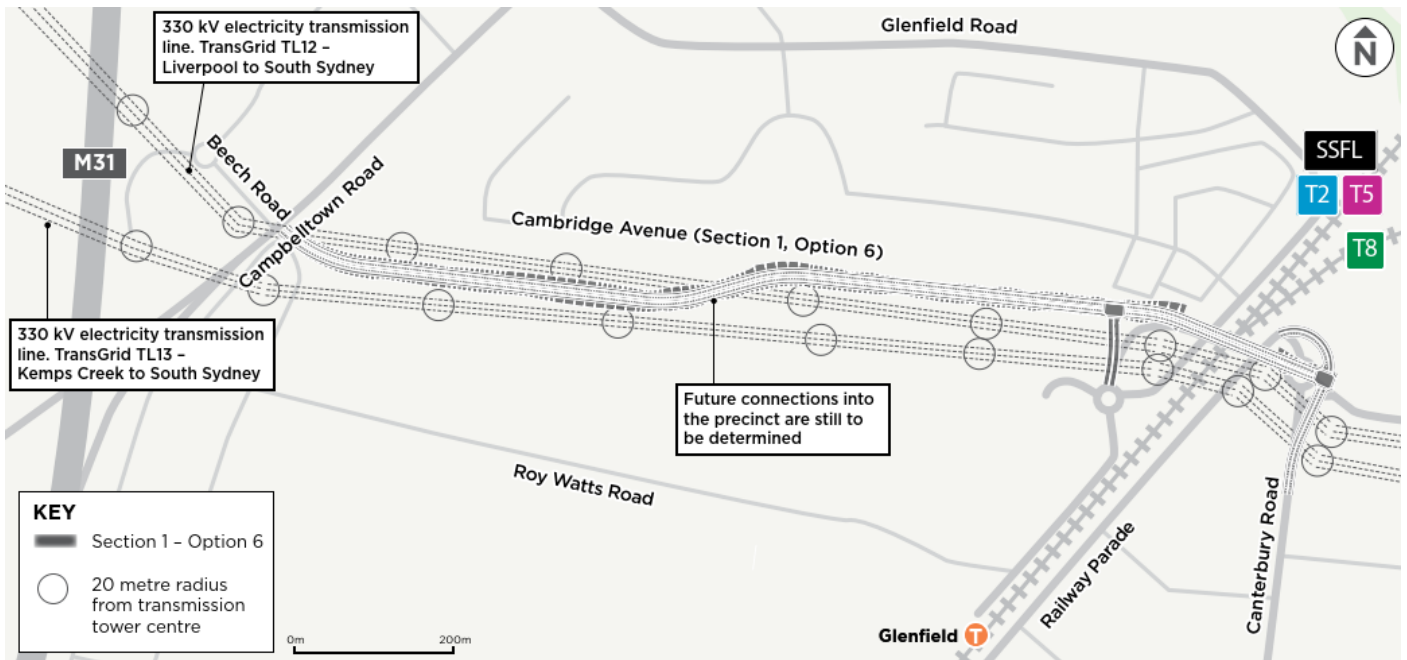 330 kV electricity transmission
line. TransGrid TL12 –
Liverpool to South Sydney
Glenfield Road
N
M31
Beech Road
Campbelltown Road
SSFL
T2 T5
T8
Cambridge Avenue (Section 1, Option 6)
330 kV electricity transmission
line. TransGrid TL13 –
Kemps Creek to South Sydney
Future connections into
the precinct are still to
be determined
Roy Watts Road
Railway Parade
Canterbury Road
Glenfield T
KEY
Section 1 – Option 6
20 metre radius
from transmission
tower centre
0m 200m